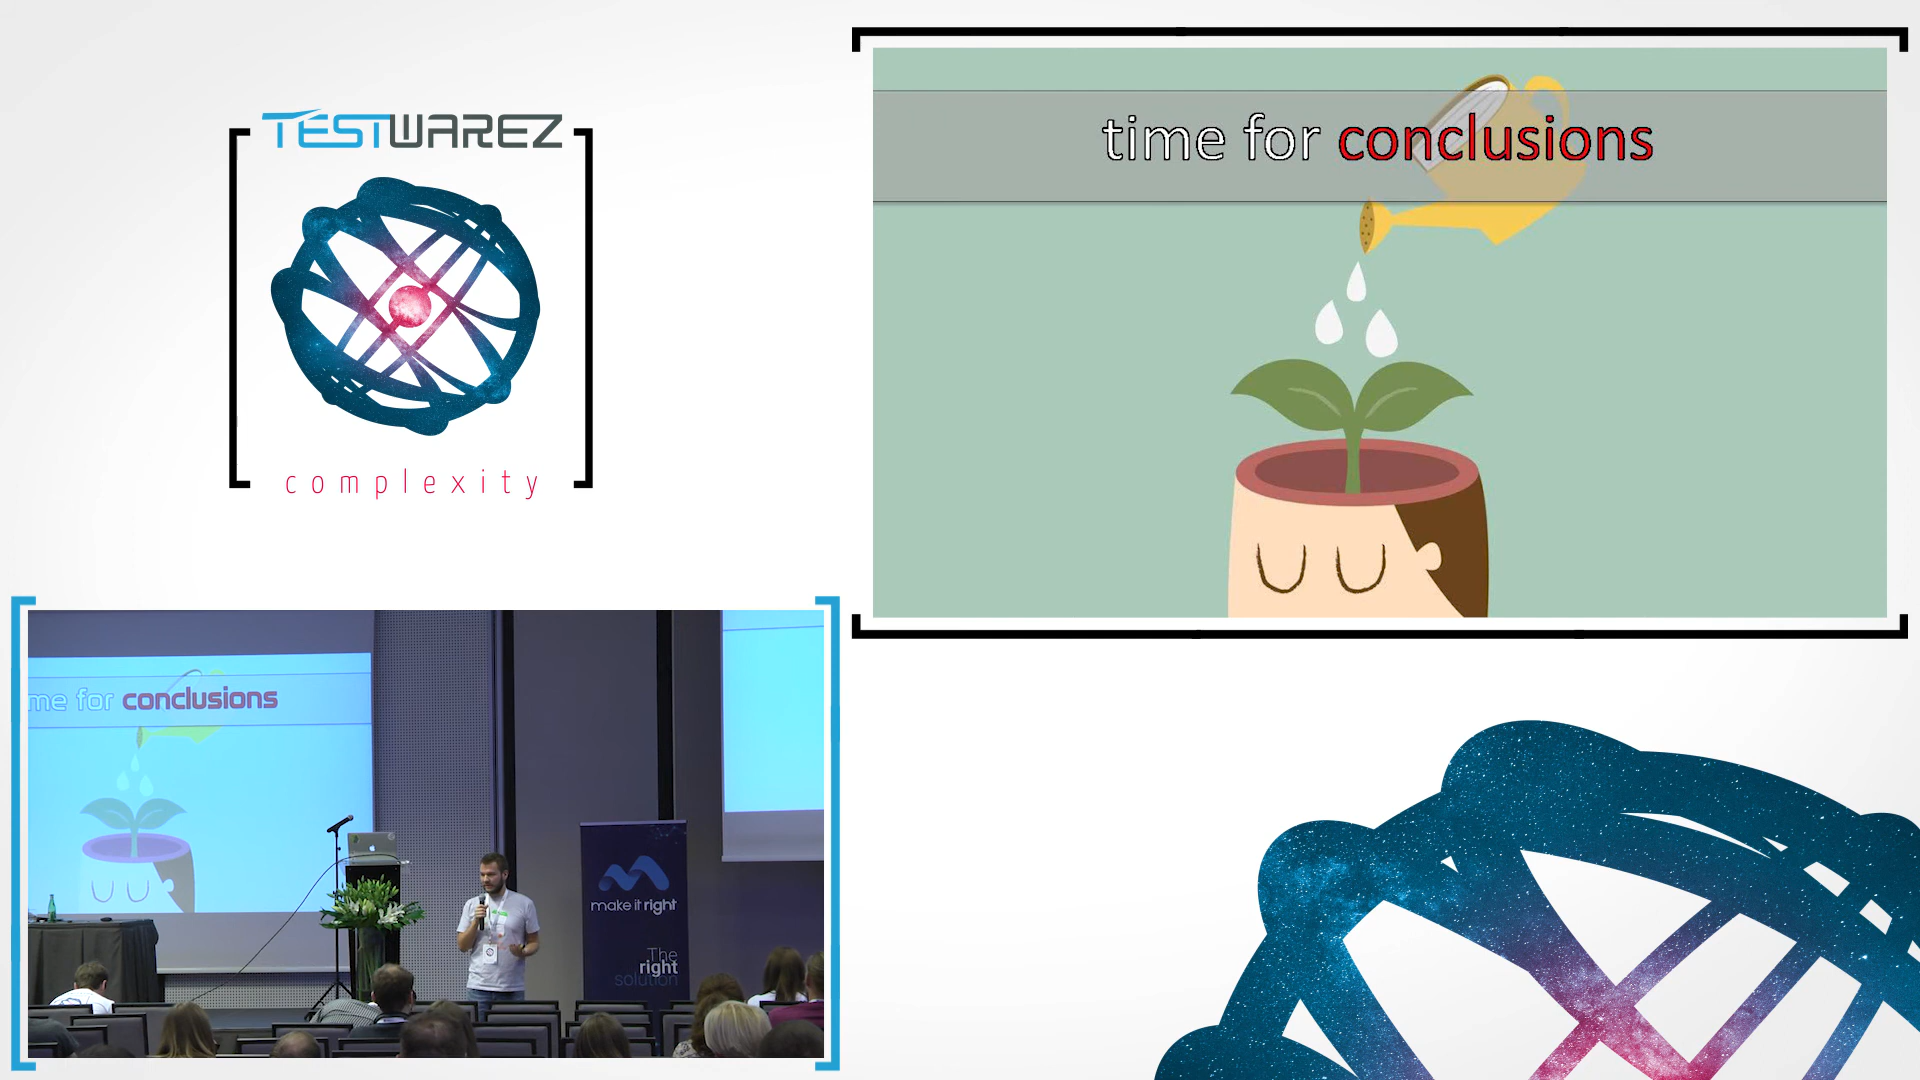 TESTWAREZ
complexity
time for conclusions
me for conclusions
make it right
The
right
solution